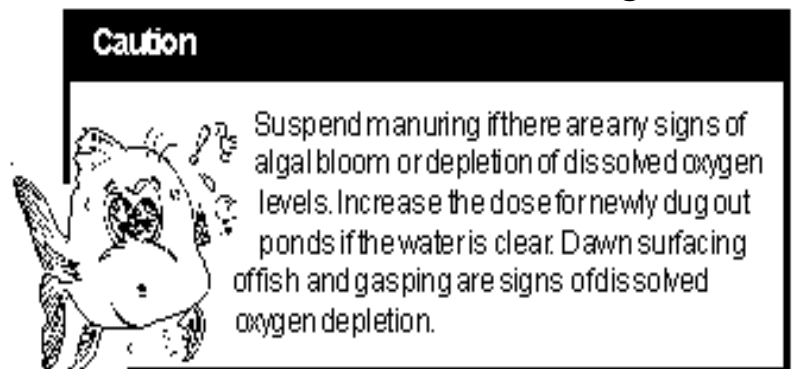 Caution
Suspend manuring if there are any signs of
algal bloom or depletion of dissolved oxygen
levels. Increase the dose for newly dug out
ponds if the water is clear. Dawn surfacing
of fish and gasping are signs of dissolved
oxygen depletion.